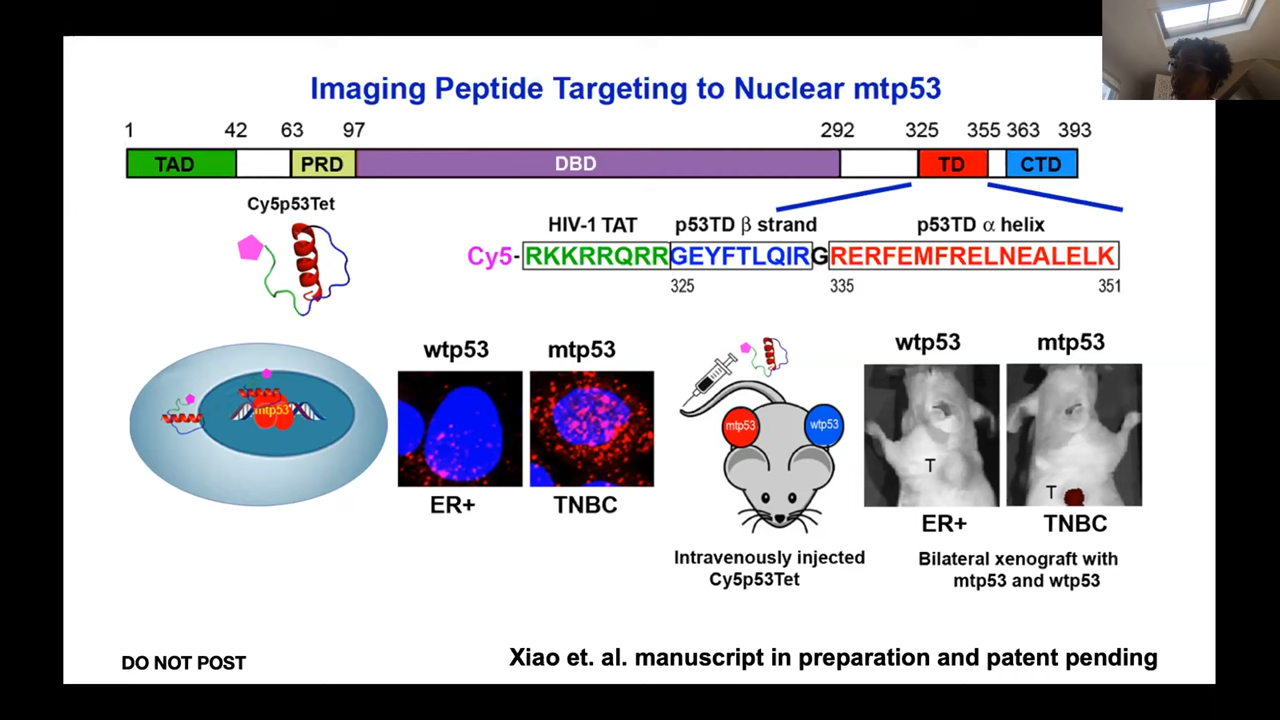 Imaging Peptide Targeting to Nuclear mtp53
1 42 63 97 292 325 355 363 393
TAD PRD DBD TD CTD
Cy5p53Tet
HIV-1 TAT p53TD β strand p53TD α helix
Cy5-RKKRRQRRGEYFTLQIRGRERFEMFRELNEALELK
325 335 351
wtp53 mtp53
mtp53
ER+ TNBC
mtp53 wtp53
Intravenously injected
Cy5p53Tet
wtp53 mtp53
T T
ER+ TNBC
Bilateral xenograft with
mtp53 and wtp53
DO NOT POST
Xiao et. al. manuscript in preparation and patent pending